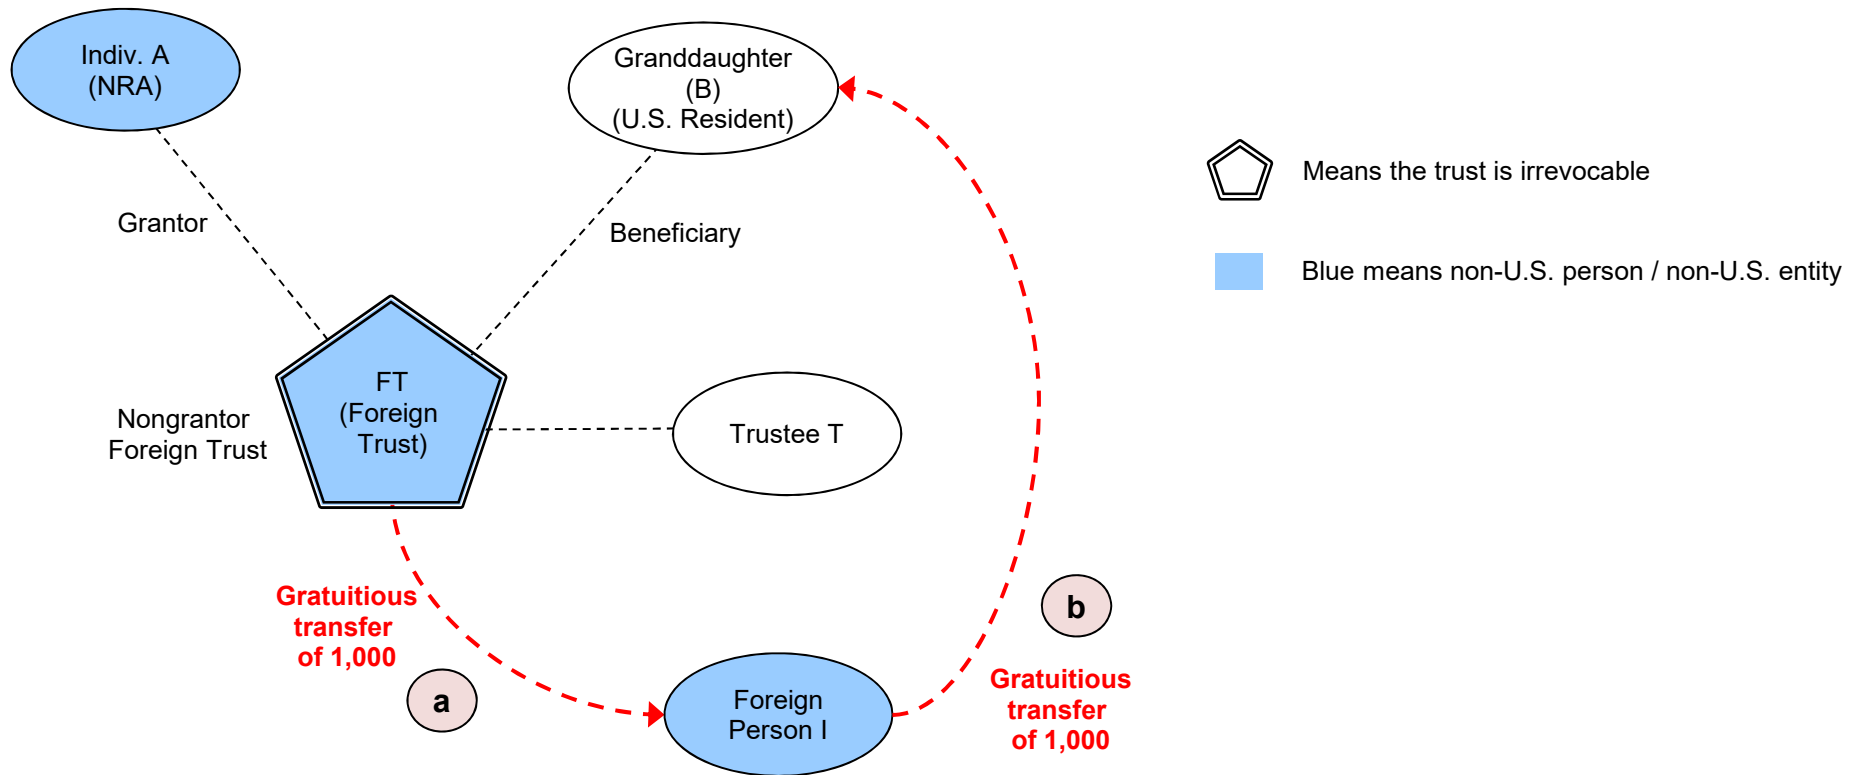 Indiv. A
(NRA)
Granddaughter
(B)
(U.S. Resident)
Means the trust is irrevocable
Grantor
Beneficiary
Blue means non-U.S. person / non-U.S. entity
FT
(Foreign
Trust)
Nongrantor
Foreign Trust
Trustee T
Gratuitious
transfer
of 1,000
a
Foreign
Person I
b
Gratuitious
transfer
of 1,000